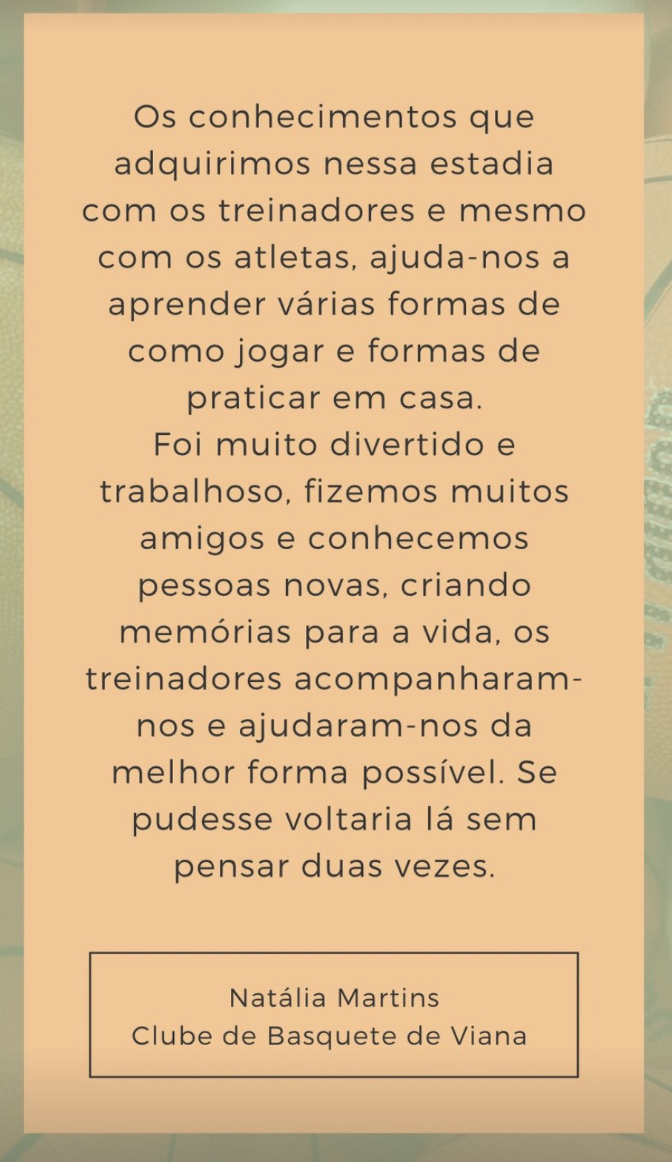 Os conhecimentos que
adquirimos nessa estadia
com os treinadores e mesmo
com os atletas, ajuda-nos a
aprender várias formas de
como jogar e formas de
praticar em casa.
Foi muito divertido e
trabalhoso, fizemos muitos
amigos e conhecemos
pessoas novas, criando
memórias para a vida, os
treinadores acompanharam-
nos e ajudaram-nos da
melhor forma possível. Se
pudesse voltaria lá sem
pensar duas vezes.
Natália Martins
Clube de Basquete de Viana